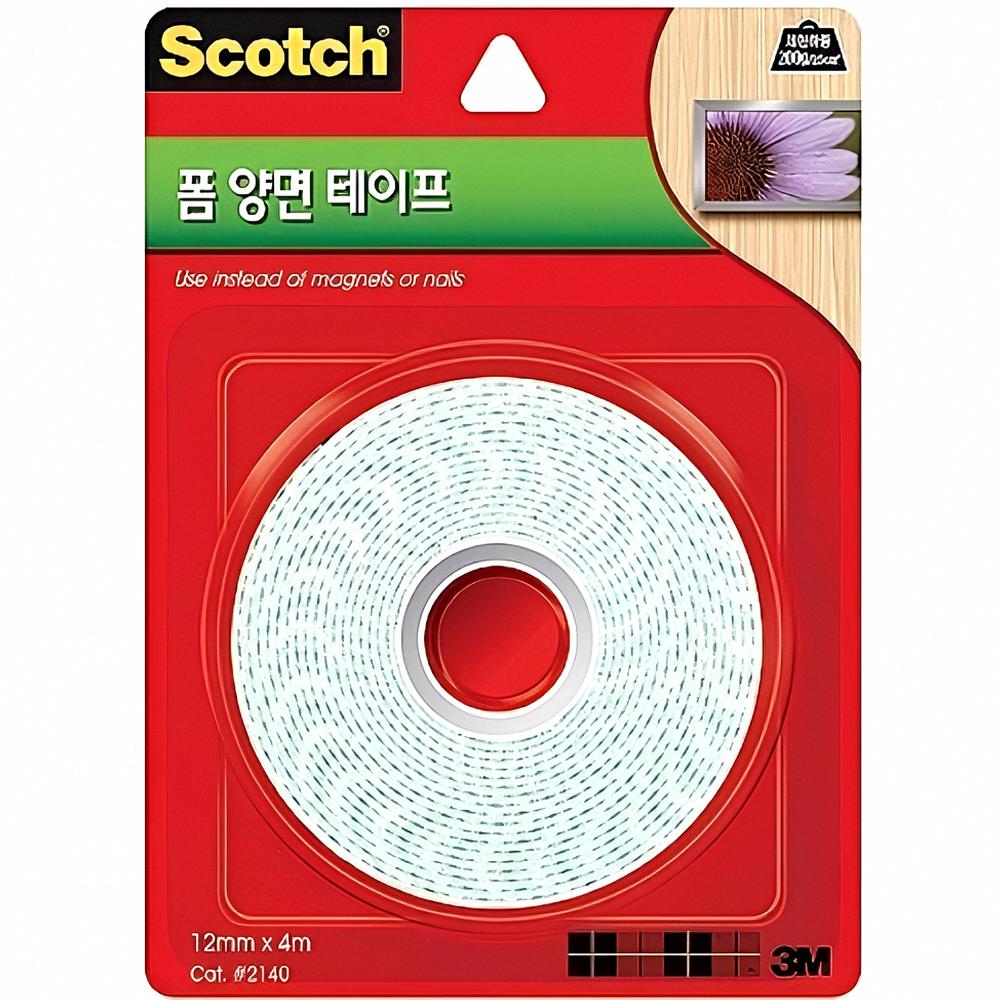 Scotch®
폼 양면 테이프
Use instead of magnets or nails
12mm x 4m
Cat. #2140
3M